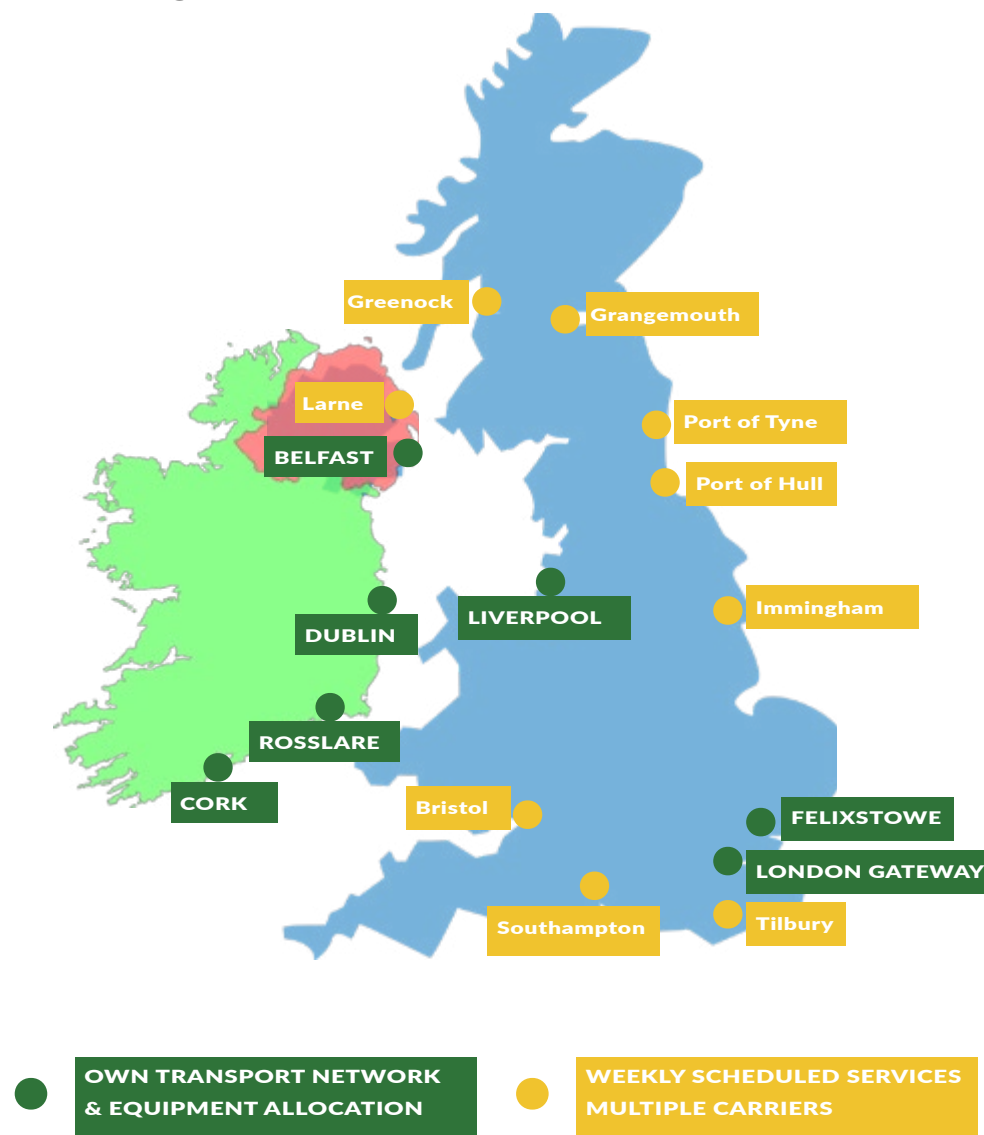 Greenock
Grangemouth
Larne
Port of Tyne
BELFAST
Port of Hull
Immingham
LIVERPOOL
DUBLIN
ROSSLARE
CORK
Bristol
FELIXSTOWE
LONDON GATEWAY
Tilbury
Southampton
OWN TRANSPORT NETWORK
& EQUIPMENT ALLOCATION
WEEKLY SCHEDULED SERVICES
MULTIPLE CARRIERS